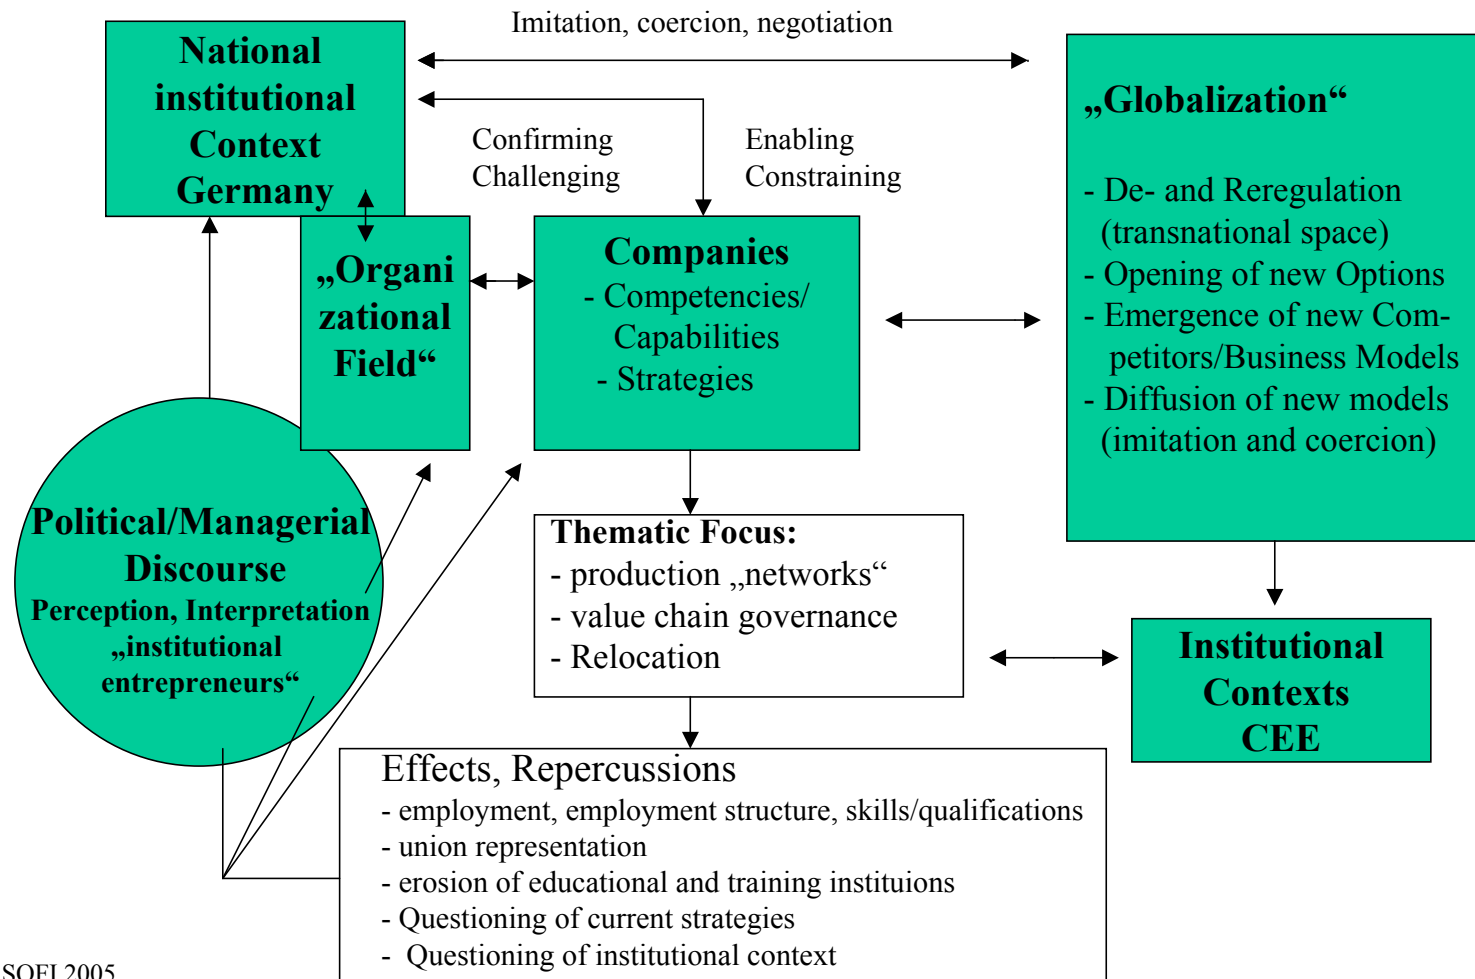 Imitation, coercion, negotiation
National
institutional
Context
Germany
„Globalization“
- De- and Reregulation
(transnational space)
- Opening of new Options
- Emergence of new Com-
petitors/Business Models
- Diffusion of new models
(imitation and coercion)
Confirming
Challenging
Enabling
Constraining
„Organi
zational
Field“
Companies
- Competencies/
Capabilities
- Strategies
Political/Managerial
Discourse
Perception, Interpretation
„institutional
entrepreneurs“
Thematic Focus:
- production „networks“
- value chain governance
- Relocation
Institutional
Contexts
CEE
Effects, Repercussions
- employment, employment structure, skills/qualifications
- union representation
- erosion of educational and training instituions
- Questioning of current strategies
- Questioning of institutional context
SOFI 2005